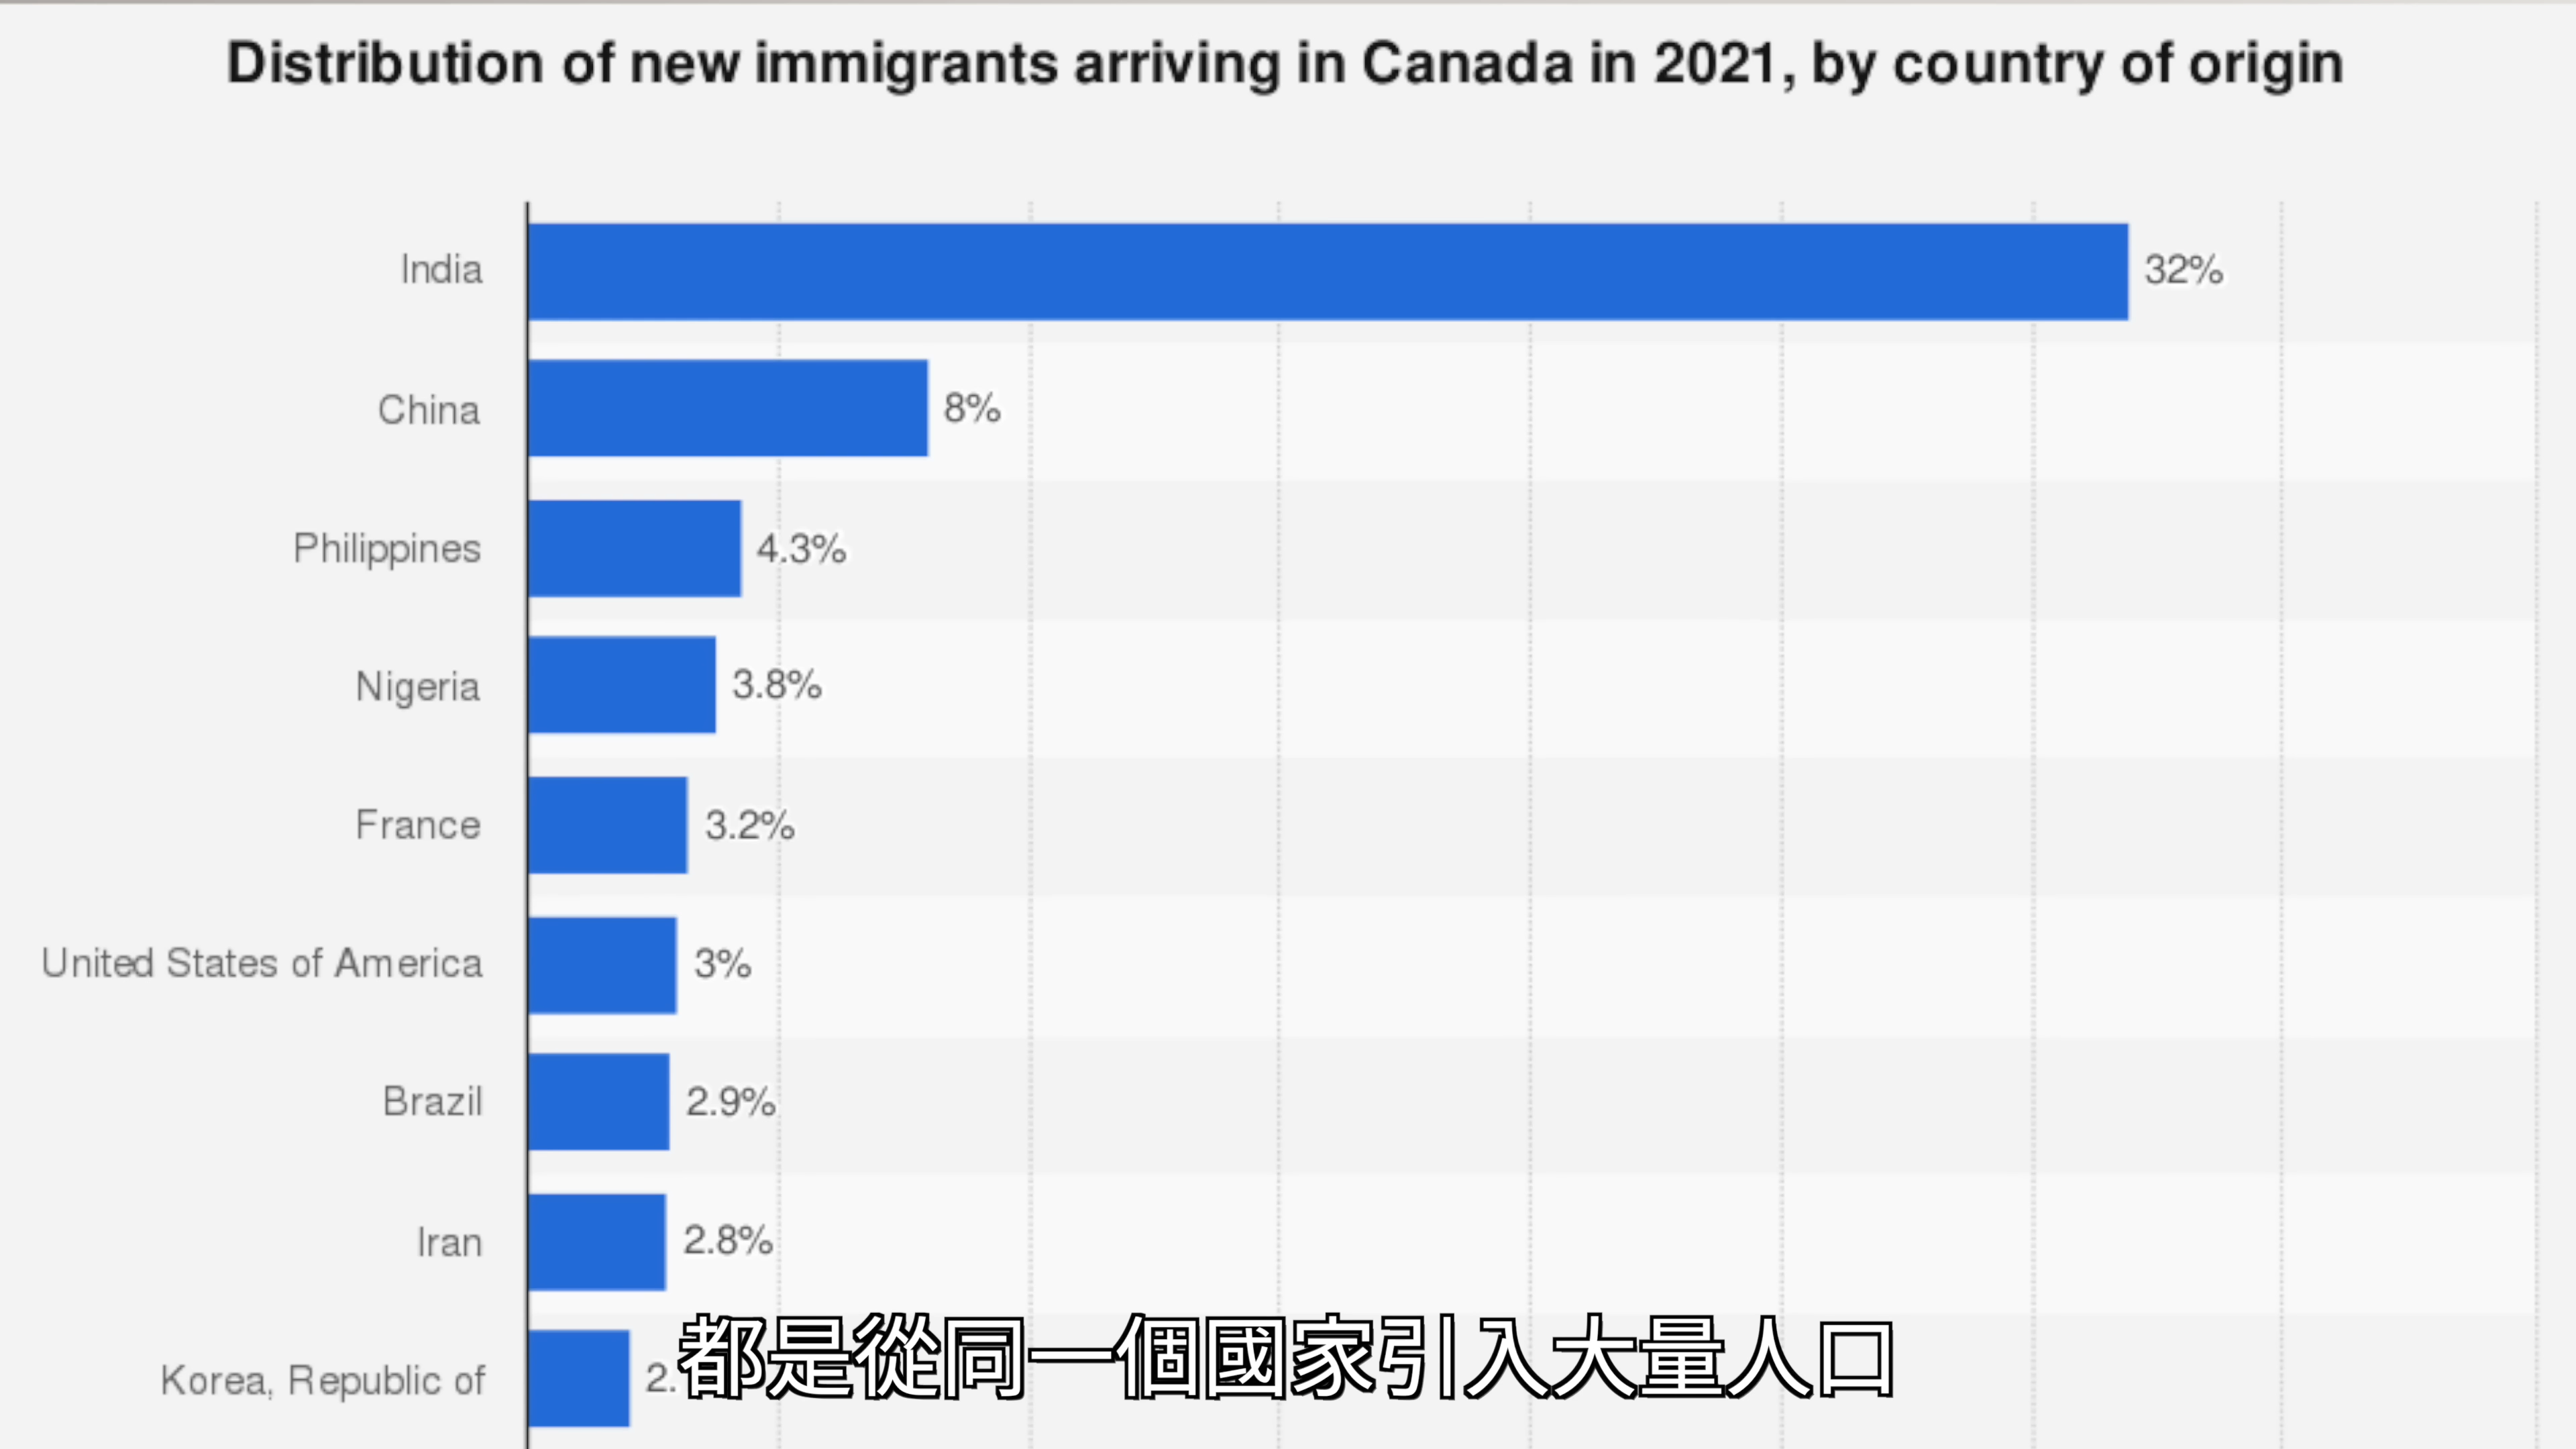 Distribution of new immigrants arriving in Canada in 2021, by country of origin
India 32%
China 8%
Philippines 4.3%
Nigeria 3.8%
France 3.2%
United States of America 3%
Brazil 2.9%
Iran 2.8%
Korea, Republic of 2.
都是從同一個國家引入大量人口